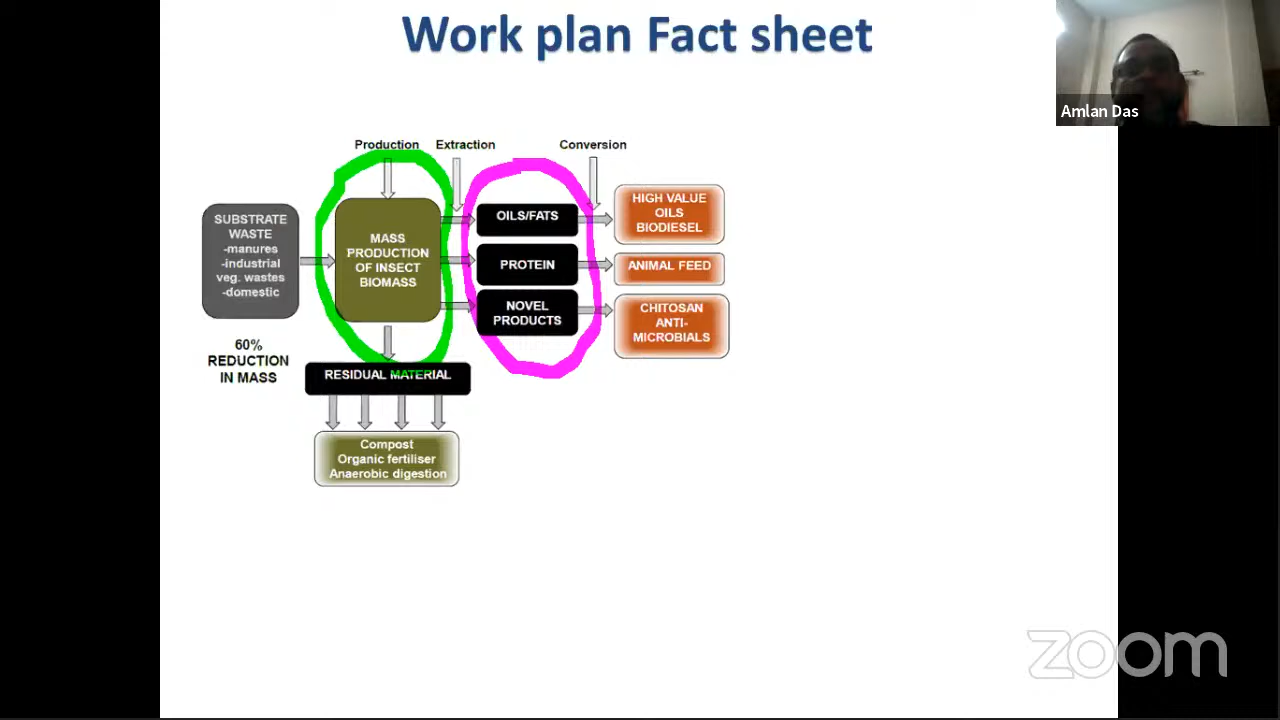 Work plan Fact sheet
Amlan Das
Production
Extraction
Conversion
SUBSTRATE
WASTE
-manures
-industrial
veg. wastes
-domestic
MASS
PRODUCTION
OF INSECT
BIOMASS
OILS/FATS
PROTEIN
NOVEL
PRODUCTS
HIGH VALUE
OILS
BIODIESEL
ANIMAL FEED
CHITOSAN
ANTI-
MICROBIALS
60%
REDUCTION
IN MASS
RESIDUAL MATERIAL
Compost
Organic fertiliser
Anaerobic digestion
zoom